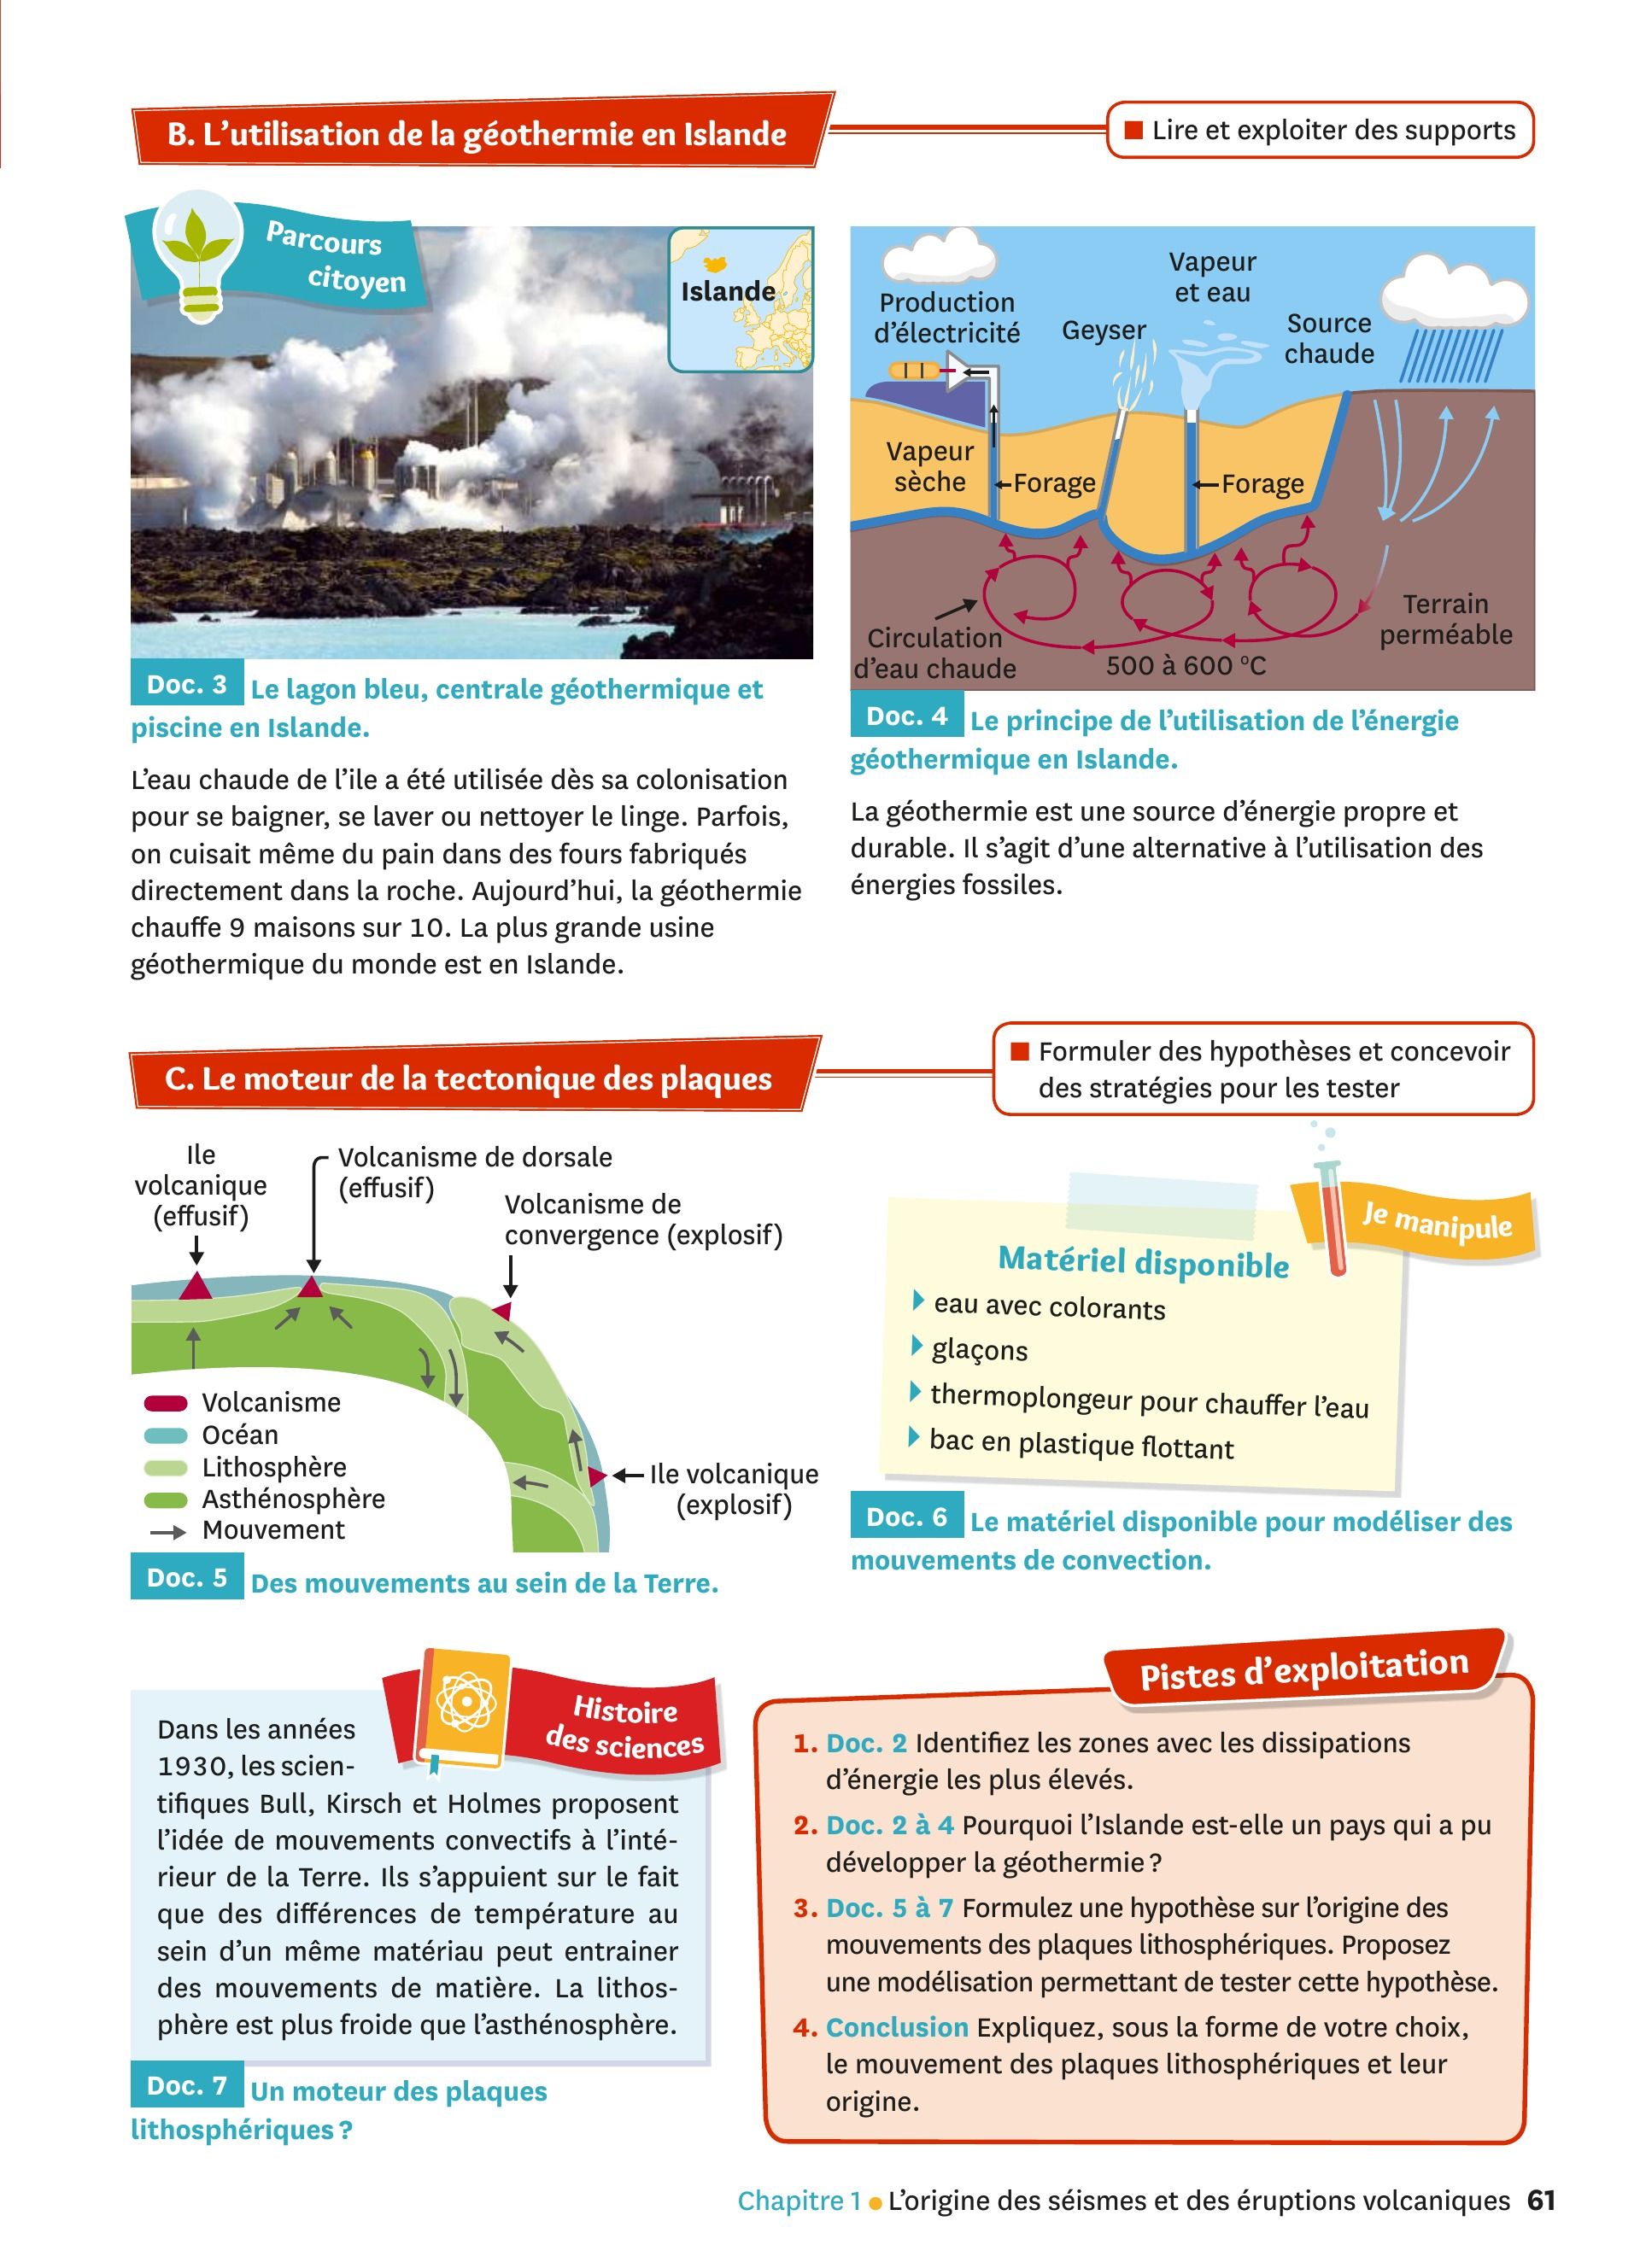 B. L'utilisation de la géothermie en Islande
■ Lire et exploiter des supports
Parcours
citoyen
Islande
Doc. 3 Le lagon bleu, centrale géothermique et
piscine en Islande.
L'eau chaude de l'ile a été utilisée dès sa colonisation
pour se baigner, se laver ou nettoyer le linge. Parfois,
on cuisait même du pain dans des fours fabriqués
directement dans la roche. Aujourd'hui, la géothermie
chauffe 9 maisons sur 10. La plus grande usine
géothermique du monde est en Islande.
Production
d'électricité
Geyser
Vapeur
et eau
Source
chaude
Vapeur
sèche
Forage
Forage
Circulation
d'eau chaude
500 à 600 °C
Terrain
perméable
Doc. 4 Le principe de l'utilisation de l'énergie
géothermique en Islande.
La géothermie est une source d'énergie propre et
durable. Il s'agit d'une alternative à l'utilisation des
énergies fossiles.
C. Le moteur de la tectonique des plaques
■ Formuler des hypothèses et concevoir
des stratégies pour les tester
Ile
volcanique
(effusif)
Volcanisme de dorsale
(effusif)
Volcanisme de
convergence (explosif)
Volcanisme
Océan
Lithosphère
Asthénosphère
Mouvement
Ile volcanique
(explosif)
Doc. 5 Des mouvements au sein de la Terre.
Je manipule
Matériel disponible
eau avec colorants
glaçons
thermoplongeur pour chauffer l'eau
bac en plastique flottant
Doc. 6 Le matériel disponible pour modéliser des
mouvements de convection.
Histoire
des sciences
Dans les années
1930, les scien-
tifiques Bull, Kirsch et Holmes proposent
l'idée de mouvements convectifs à l'inté-
rieur de la Terre. Ils s'appuient sur le fait
que des différences de température au
sein d'un même matériau peut entrainer
des mouvements de matière. La lithos-
phère est plus froide que l'asthénosphère.
Doc. 7 Un moteur des plaques
lithosphériques ?
Pistes d'exploitation
1. Doc. 2 Identifiez les zones avec les dissipations
d'énergie les plus élevés.
2. Doc. 2 à 4 Pourquoi l'Islande est-elle un pays qui a pu
développer la géothermie ?
3. Doc. 5 à 7 Formulez une hypothèse sur l'origine des
mouvements des plaques lithosphériques. Proposez
une modélisation permettant de tester cette hypothèse.
4. Conclusion Expliquez, sous la forme de votre choix,
le mouvement des plaques lithosphériques et leur
origine.
Chapitre 1 ● L'origine des séismes et des éruptions volcaniques 61